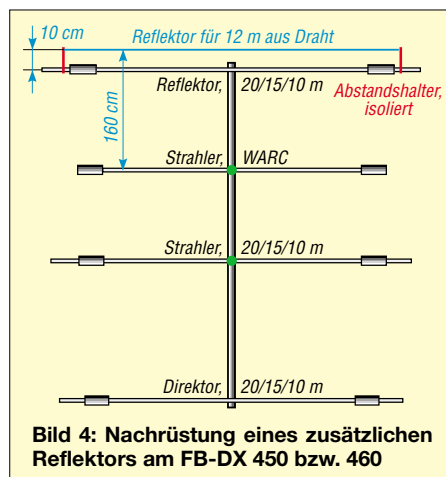 10 cm
Reflektor für 12 m aus Draht
Reflektor, 20/15/10 m
Abstandshalter,
isoliert
160 cm
Strahler, WARC
Strahler, 20/15/10 m
Direktor, 20/15/10 m
Bild 4: Nachrüstung eines zusätzlichen
Reflektors am FB-DX 450 bzw. 460